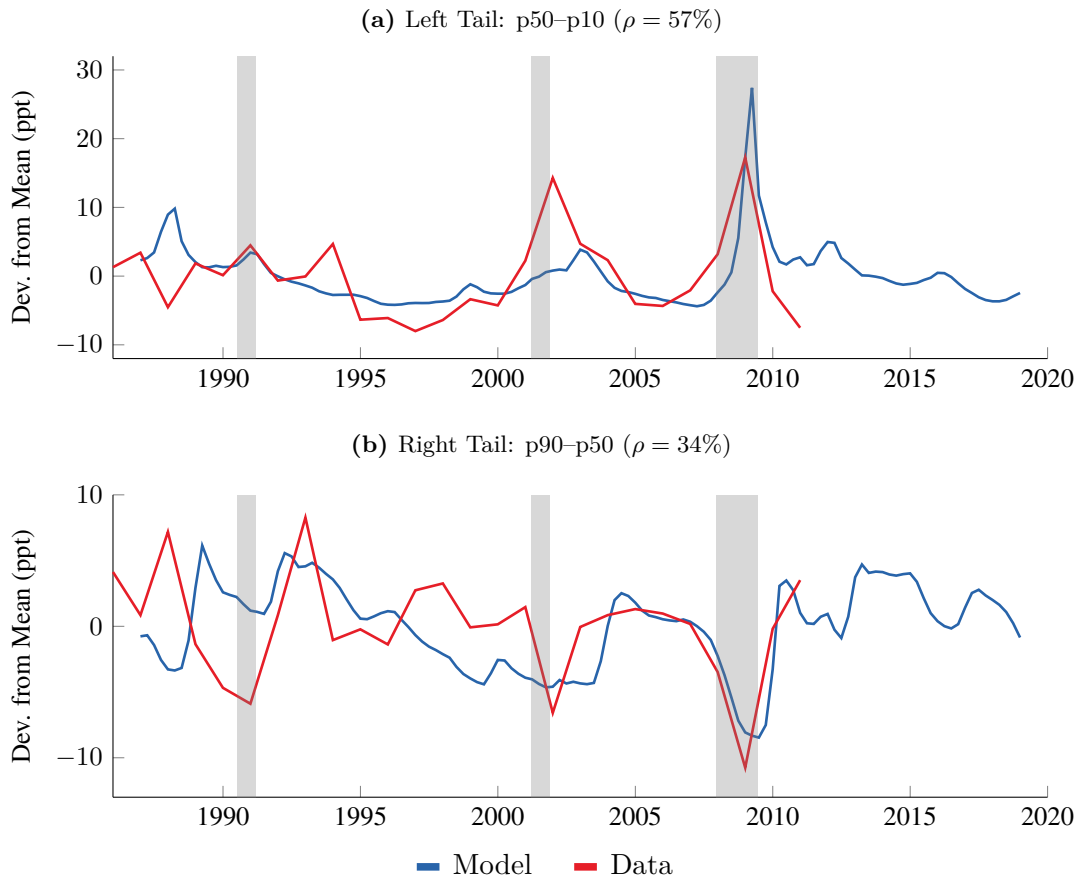 (a) Left Tail: p50–p10 (ρ = 57%)
Dev. from Mean (ppt)
30
20
10
0
−10
1990 1995 2000 2005 2010 2015 2020
(b) Right Tail: p90–p50 (ρ = 34%)
Dev. from Mean (ppt)
10
0
−10
1990 1995 2000 2005 2010 2015 2020
Model Data